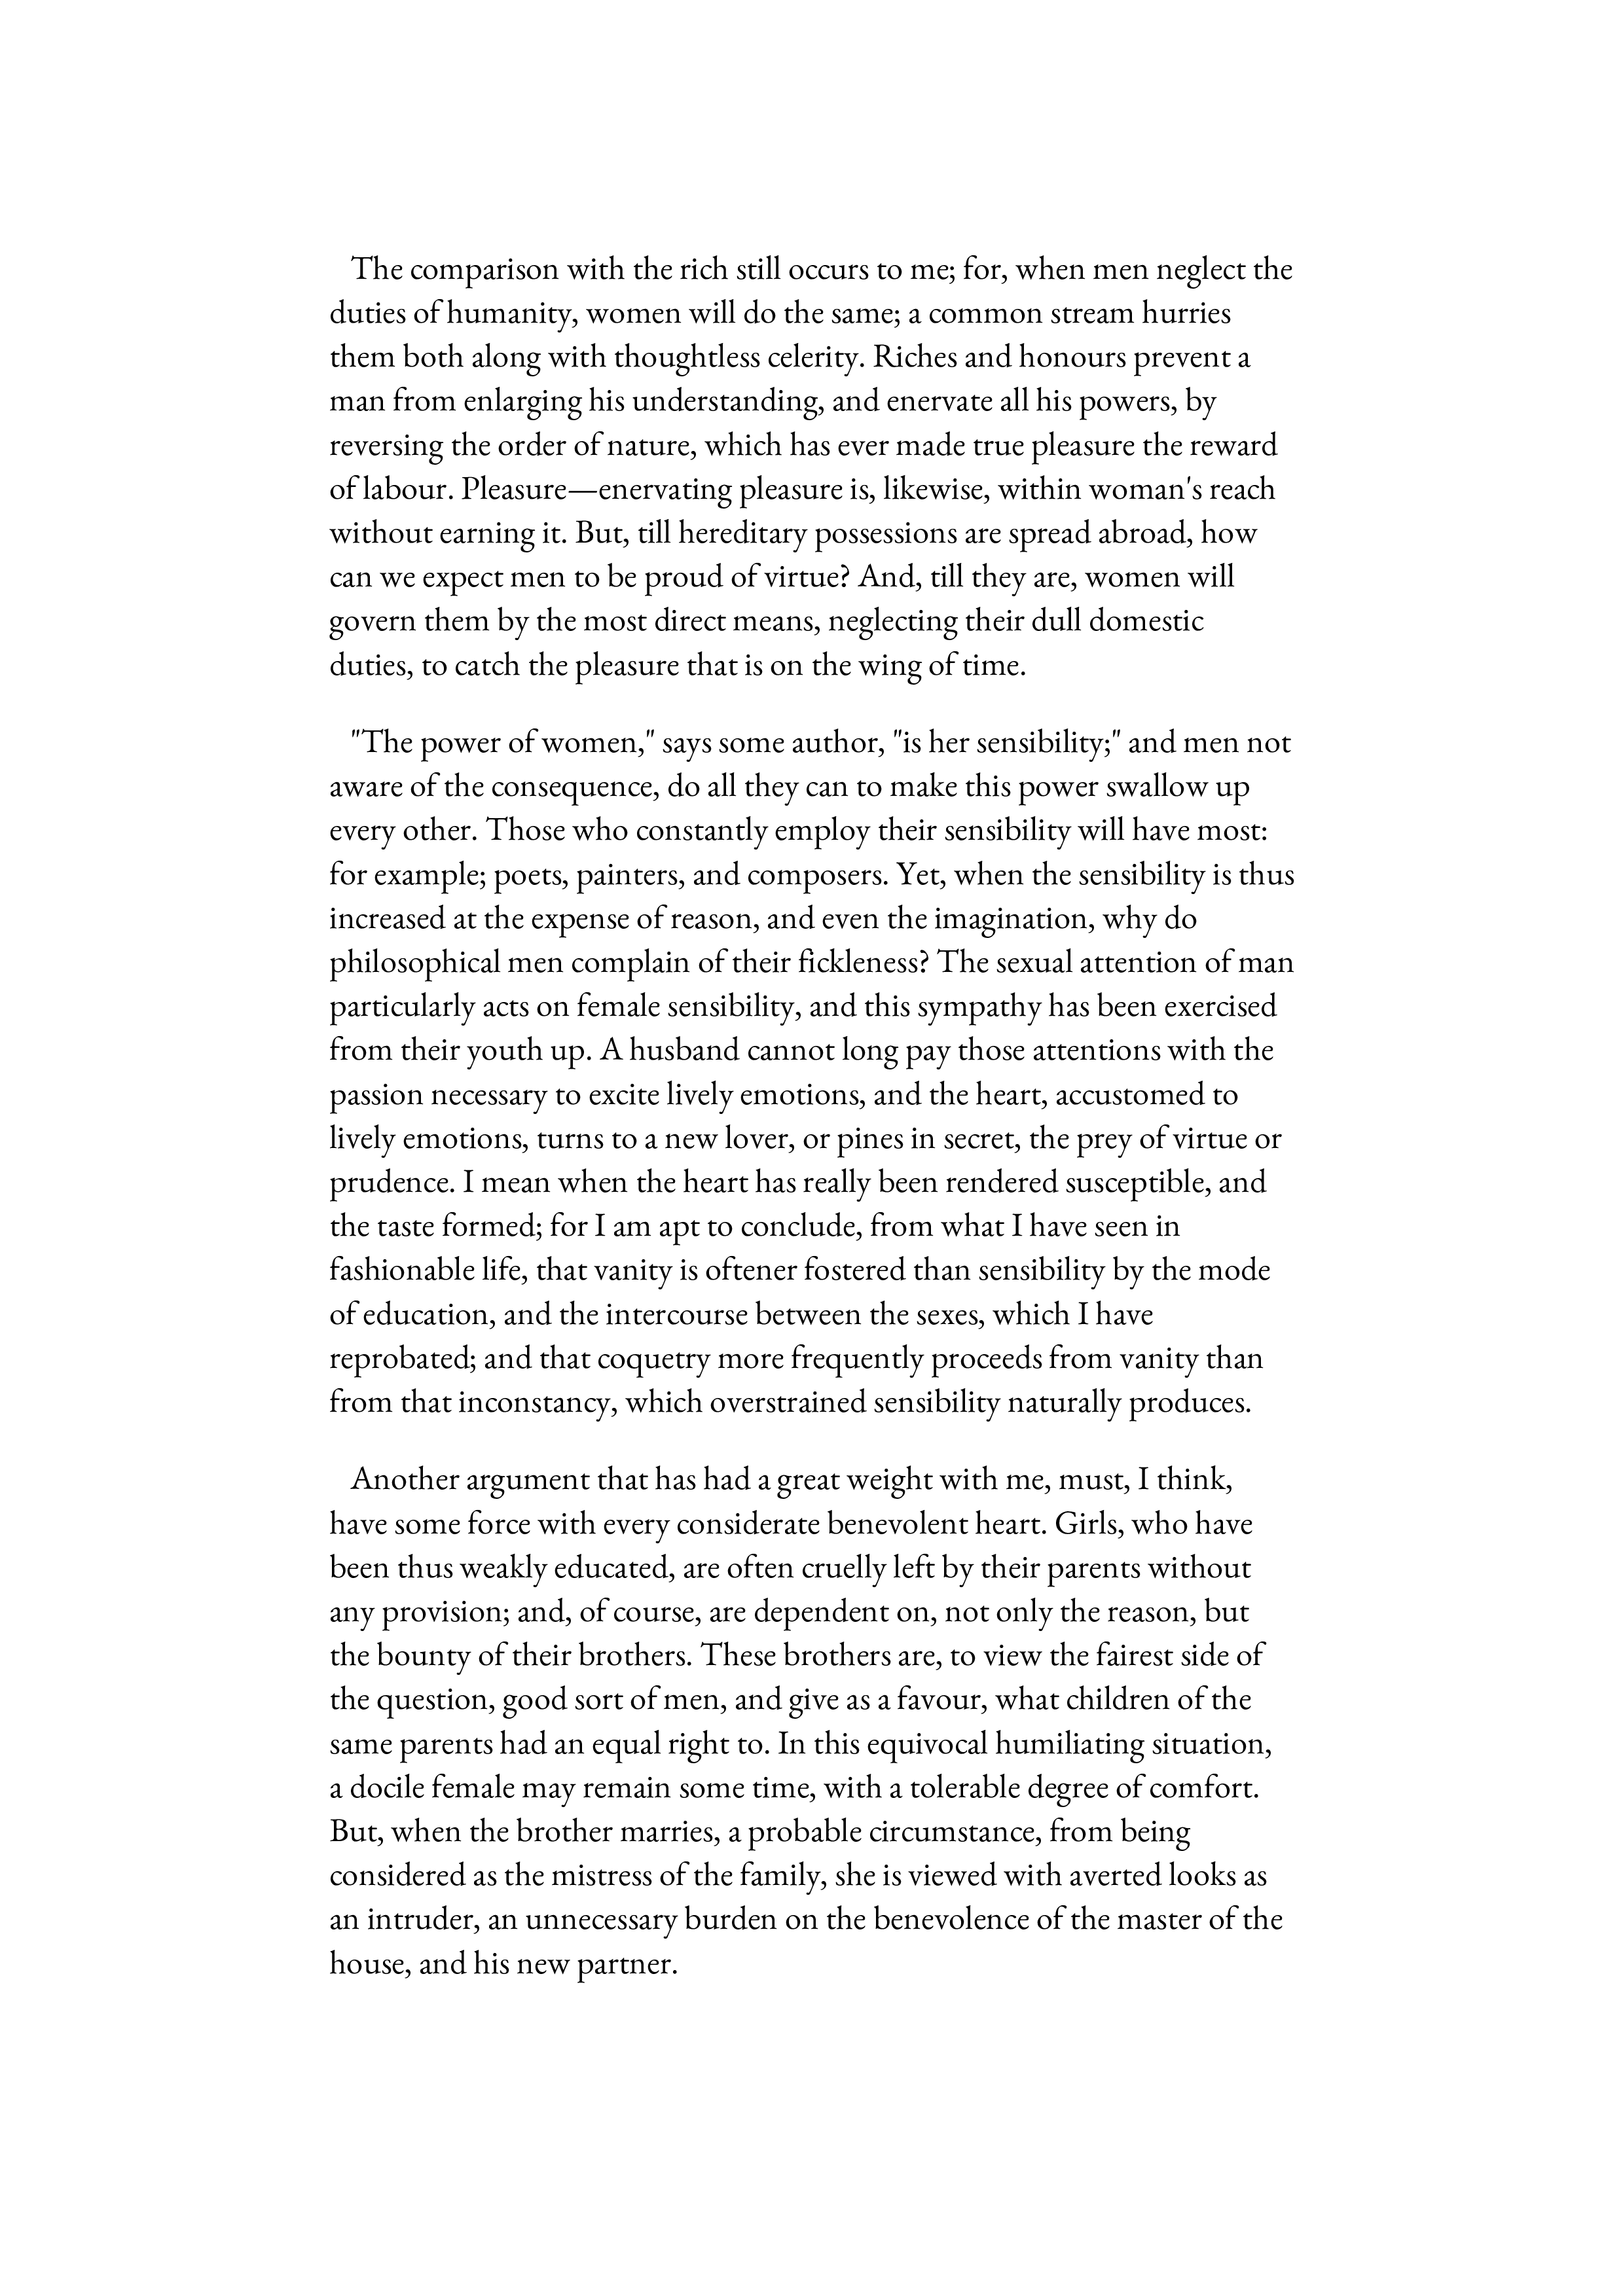 The comparison with the rich still occurs to me; for, when men neglect the
duties of humanity, women will do the same; a common stream hurries
them both along with thoughtless celerity. Riches and honours prevent a
man from enlarging his understanding, and enervate all his powers, by
reversing the order of nature, which has ever made true pleasure the reward
of labour. Pleasure—enervating pleasure is, likewise, within woman's reach
without earning it. But, till hereditary possessions are spread abroad, how
can we expect men to be proud of virtue? And, till they are, women will
govern them by the most direct means, neglecting their dull domestic
duties, to catch the pleasure that is on the wing of time.
"The power of women," says some author, "is her sensibility;" and men not
aware of the consequence, do all they can to make this power swallow up
every other. Those who constantly employ their sensibility will have most:
for example; poets, painters, and composers. Yet, when the sensibility is thus
increased at the expense of reason, and even the imagination, why do
philosophical men complain of their fickleness? The sexual attention of man
particularly acts on female sensibility, and this sympathy has been exercised
from their youth up. A husband cannot long pay those attentions with the
passion necessary to excite lively emotions, and the heart, accustomed to
lively emotions, turns to a new lover, or pines in secret, the prey of virtue or
prudence. I mean when the heart has really been rendered susceptible, and
the taste formed; for I am apt to conclude, from what I have seen in
fashionable life, that vanity is oftener fostered than sensibility by the mode
of education, and the intercourse between the sexes, which I have
reprobated; and that coquetry more frequently proceeds from vanity than
from that inconstancy, which overstrained sensibility naturally produces.
Another argument that has had a great weight with me, must, I think,
have some force with every considerate benevolent heart. Girls, who have
been thus weakly educated, are often cruelly left by their parents without
any provision; and, of course, are dependent on, not only the reason, but
the bounty of their brothers. These brothers are, to view the fairest side of
the question, good sort of men, and give as a favour, what children of the
same parents had an equal right to. In this equivocal humiliating situation,
a docile female may remain some time, with a tolerable degree of comfort.
But, when the brother marries, a probable circumstance, from being
considered as the mistress of the family, she is viewed with averted looks as
an intruder, an unnecessary burden on the benevolence of the master of the
house, and his new partner.